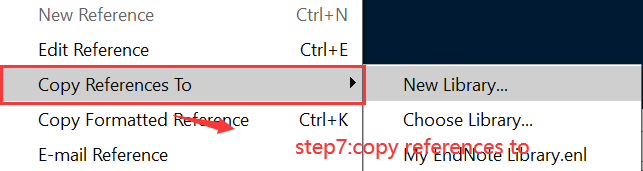 New Reference Ctrl+N
Edit Reference Ctrl+E
Copy References To New Library...
Copy Formatted Reference Ctrl+K Choose Library...
step7:copy references to
E-mail Reference My EndNote Library.enl